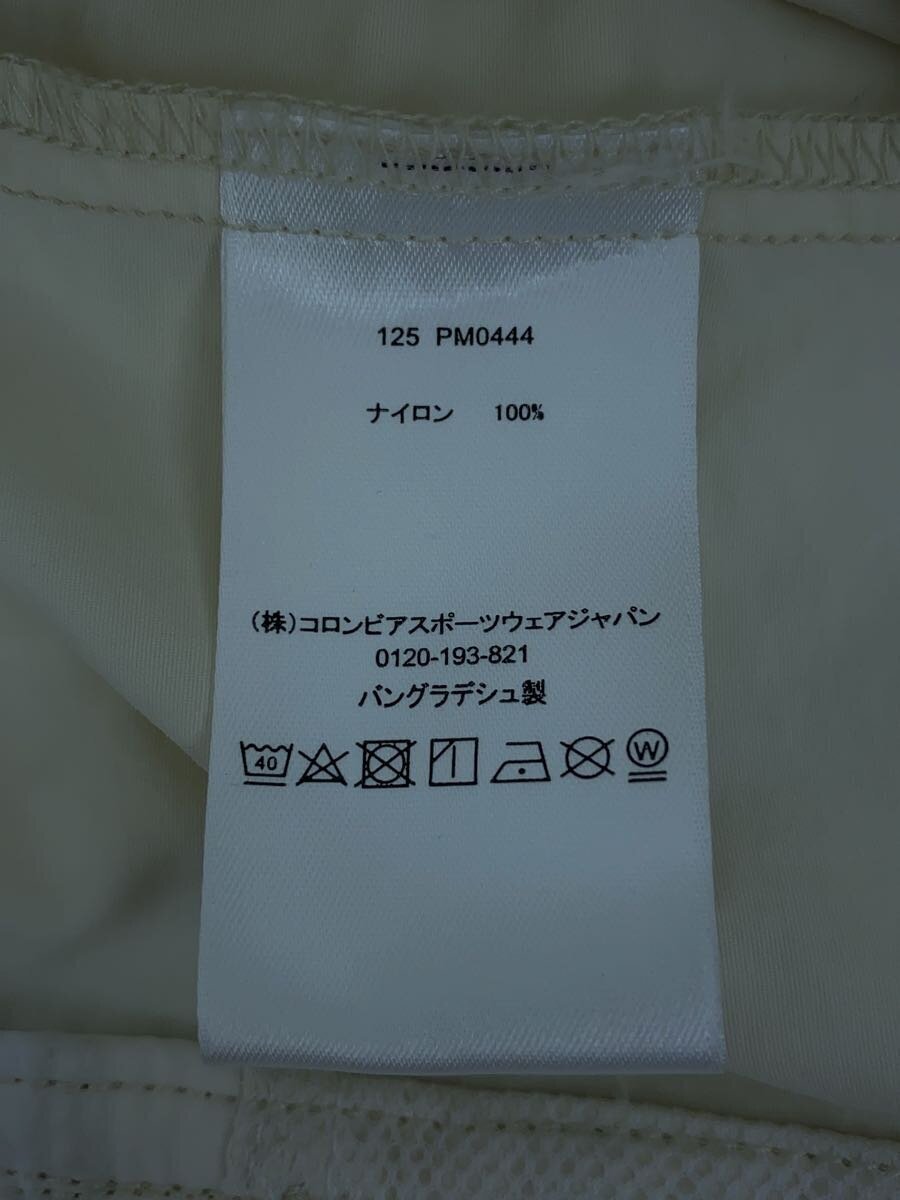 125 PM0444
ナイロン 100%
(株)コロンビアスポーツウェアジャパン
0120-193-821
バングラデシュ製
40
W